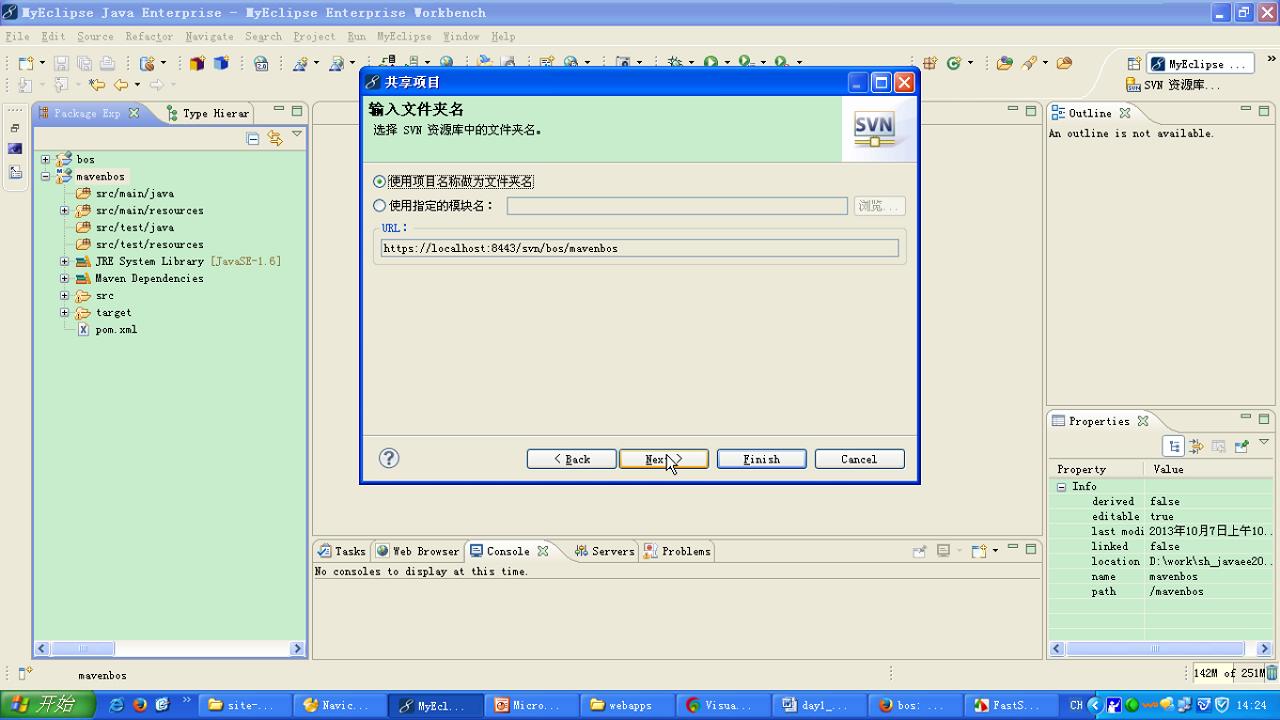 MyEclipse Java Enterprise - MyEclipse Enterprise Workbench
File Edit Source Refactor Navigate Search Project Run MyEclipse Window Help
MyEclipse ...
SVN 资源库...
Package Exp
Type Hierar
bos
mavenbos
src/main/java
src/main/resources
src/test/java
src/test/resources
JRE System Library [JavaSE-1.6]
Maven Dependencies
src
target
pom.xml
共享项目
输入文件夹名
选择 SVN 资源库中的文件夹名。
SVN
使用项目名称做为文件夹名
使用指定的模块名：
浏览...
URL:
https://localhost:8443/svn/bos/mavenbos
< Back
Next >
Finish
Cancel
Outline
An outline is not available.
Properties
Property Value
Info
derived false
editable true
last modi 2013年10月7日上午10...
linked false
location D:\work\sh_javaee20...
name mavenbos
path /mavenbos
Tasks Web Browser Console Servers Problems
No consoles to display at this time.
mavenbos
142M of 251M
开始
site-...
Navic...
MyEcl...
Micro...
webapps
Visua...
day1_...
bos: ...
FastS...
CH
14:24